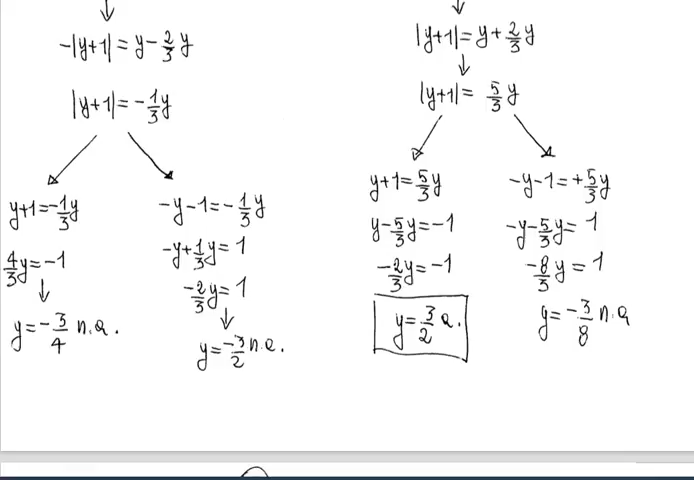 -|y+1| = y - 2/3 y
|y+1| = -1/3 y
y+1 = -1/3 y
4/3 y = -1
y = -3/4 n.a.
-y-1 = -1/3 y
-y + 1/3 y = 1
-2/3 y = 1
y = -3/2 n.a.
|y+1| = y + 2/3 y
|y+1| = 5/3 y
y+1 = 5/3 y
y - 5/3 y = -1
-2/3 y = -1
y = 3/2 a.
-y-1 = +5/3 y
-y - 5/3 y = 1
-8/3 y = 1
y = -3/8 n.a